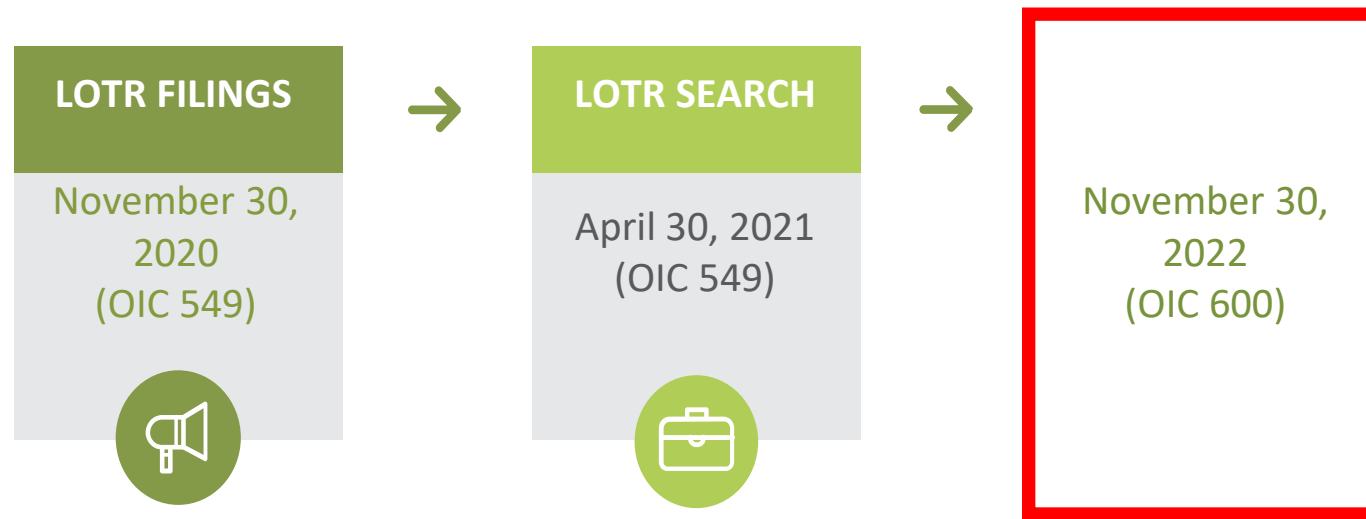 LOTR FILINGS
November 30,
2020
(OIC 549)
LOTR SEARCH
April 30, 2021
(OIC 549)
November 30,
2022
(OIC 600)